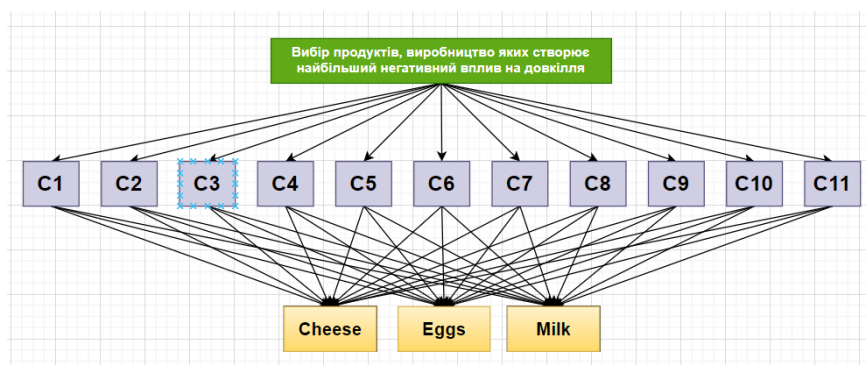 Вибір продуктів, виробництво яких створює
найбільший негативний вплив на довкілля
C1 C2 C3 C4 C5 C6 C7 C8 C9 C10 C11
Cheese Eggs Milk